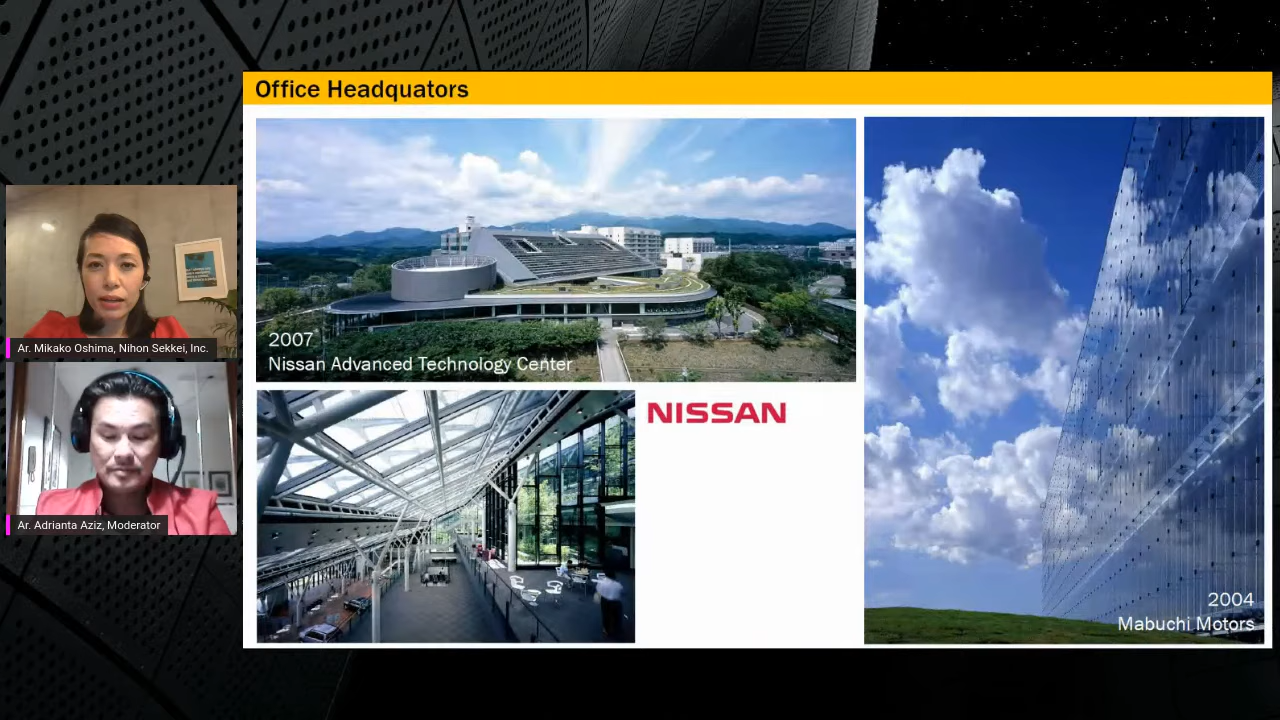 Office Headquators
2007
Nissan Advanced Technology Center
NISSAN
2004
Mabuchi Motors
Ar. Mikako Oshima, Nihon Sekkei, Inc.
Ar. Adrianta Aziz, Moderator